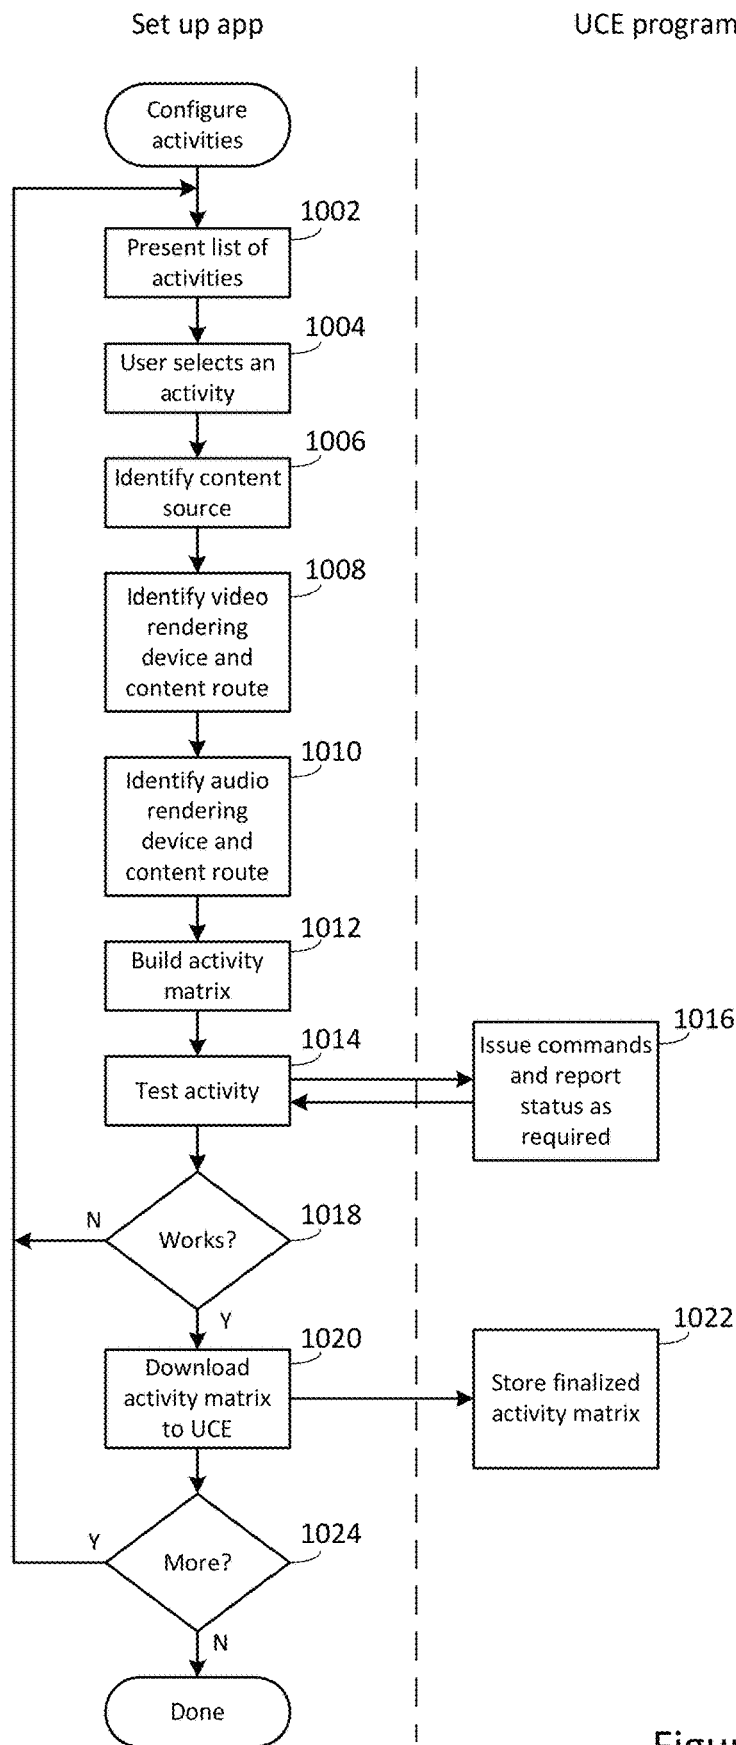 Set up app
UCE program
Configure
activities
1002
Present list of
activities
1004
User selects an
activity
1006
Identify content
source
1008
Identify video
rendering
device and
content route
1010
Identify audio
rendering
device and
content route
1012
Build activity
matrix
1014
Test activity
1016
Issue commands
and report
status as
required
N
Works?
1018
Y
1020
Download
activity matrix
to UCE
1022
Store finalized
activity matrix
Y
More?
1024
N
Done